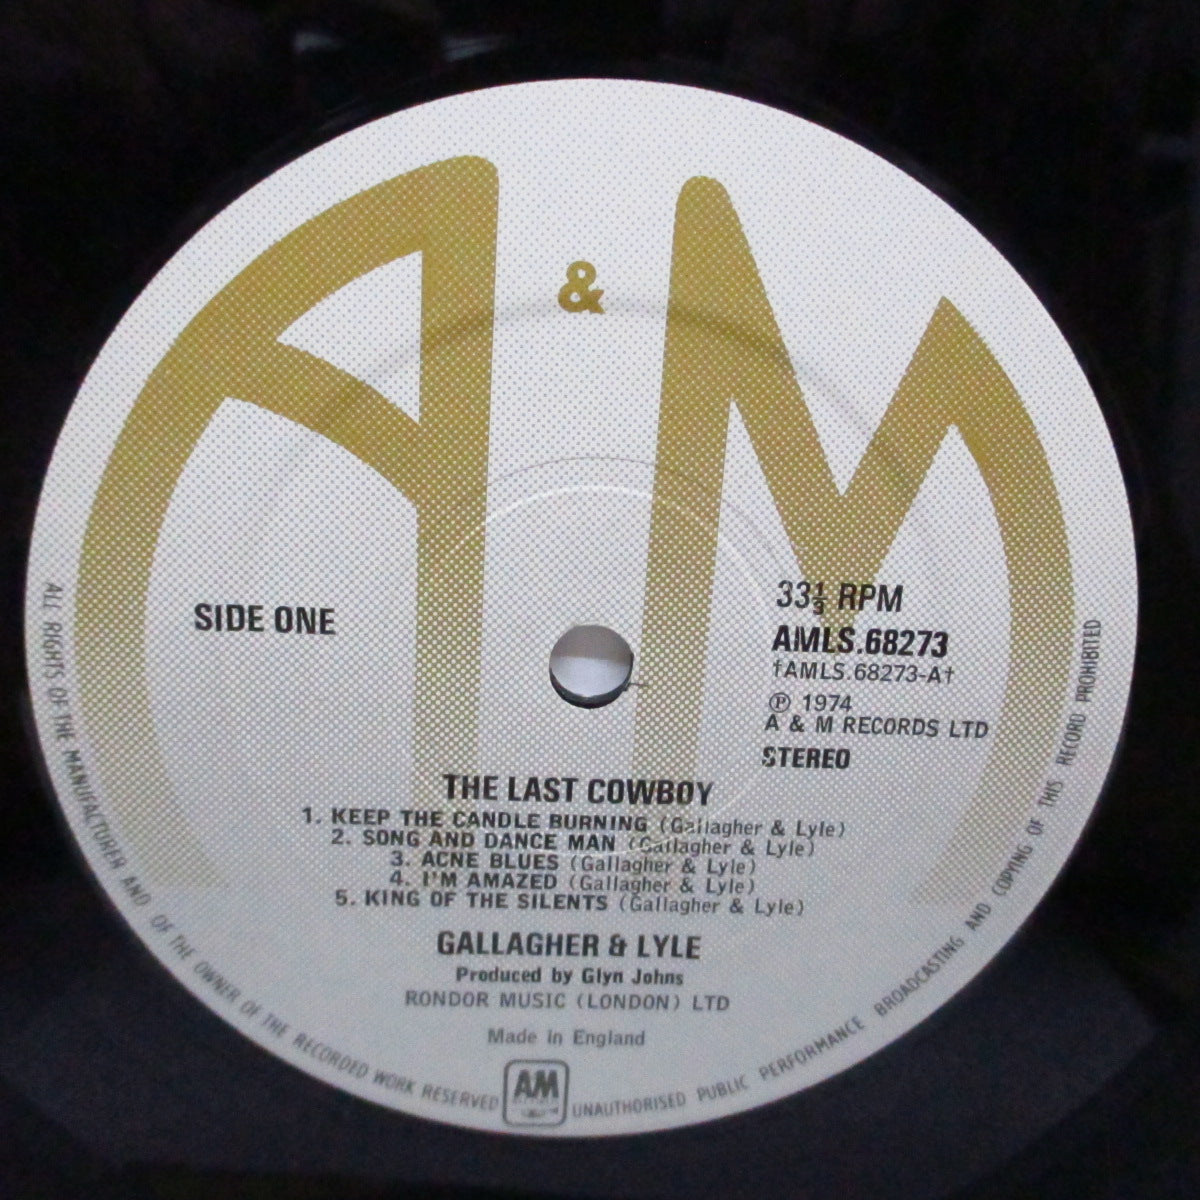 A & M
SIDE ONE
33⅓ RPM
AMLS.68273
†AMLS.68273-A†
℗ 1974
A & M RECORDS LTD
STEREO
THE LAST COWBOY
1. KEEP THE CANDLE BURNING (Gallagher & Lyle)
2. SONG AND DANCE MAN (Gallagher & Lyle)
3. ACNE BLUES (Gallagher & Lyle)
4. I'M AMAZED (Gallagher & Lyle)
5. KING OF THE SILENTS (Gallagher & Lyle)
GALLAGHER & LYLE
Produced by Glyn Johns
RONDOR MUSIC (LONDON) LTD
Made in England
AM
ALL RIGHTS OF THE MANUFACTURER AND OF THE OWNER OF THE RECORDED WORK RESERVED
UNAUTHORISED PUBLIC PERFORMANCE BROADCASTING AND COPYING OF THIS RECORD PROHIBITED